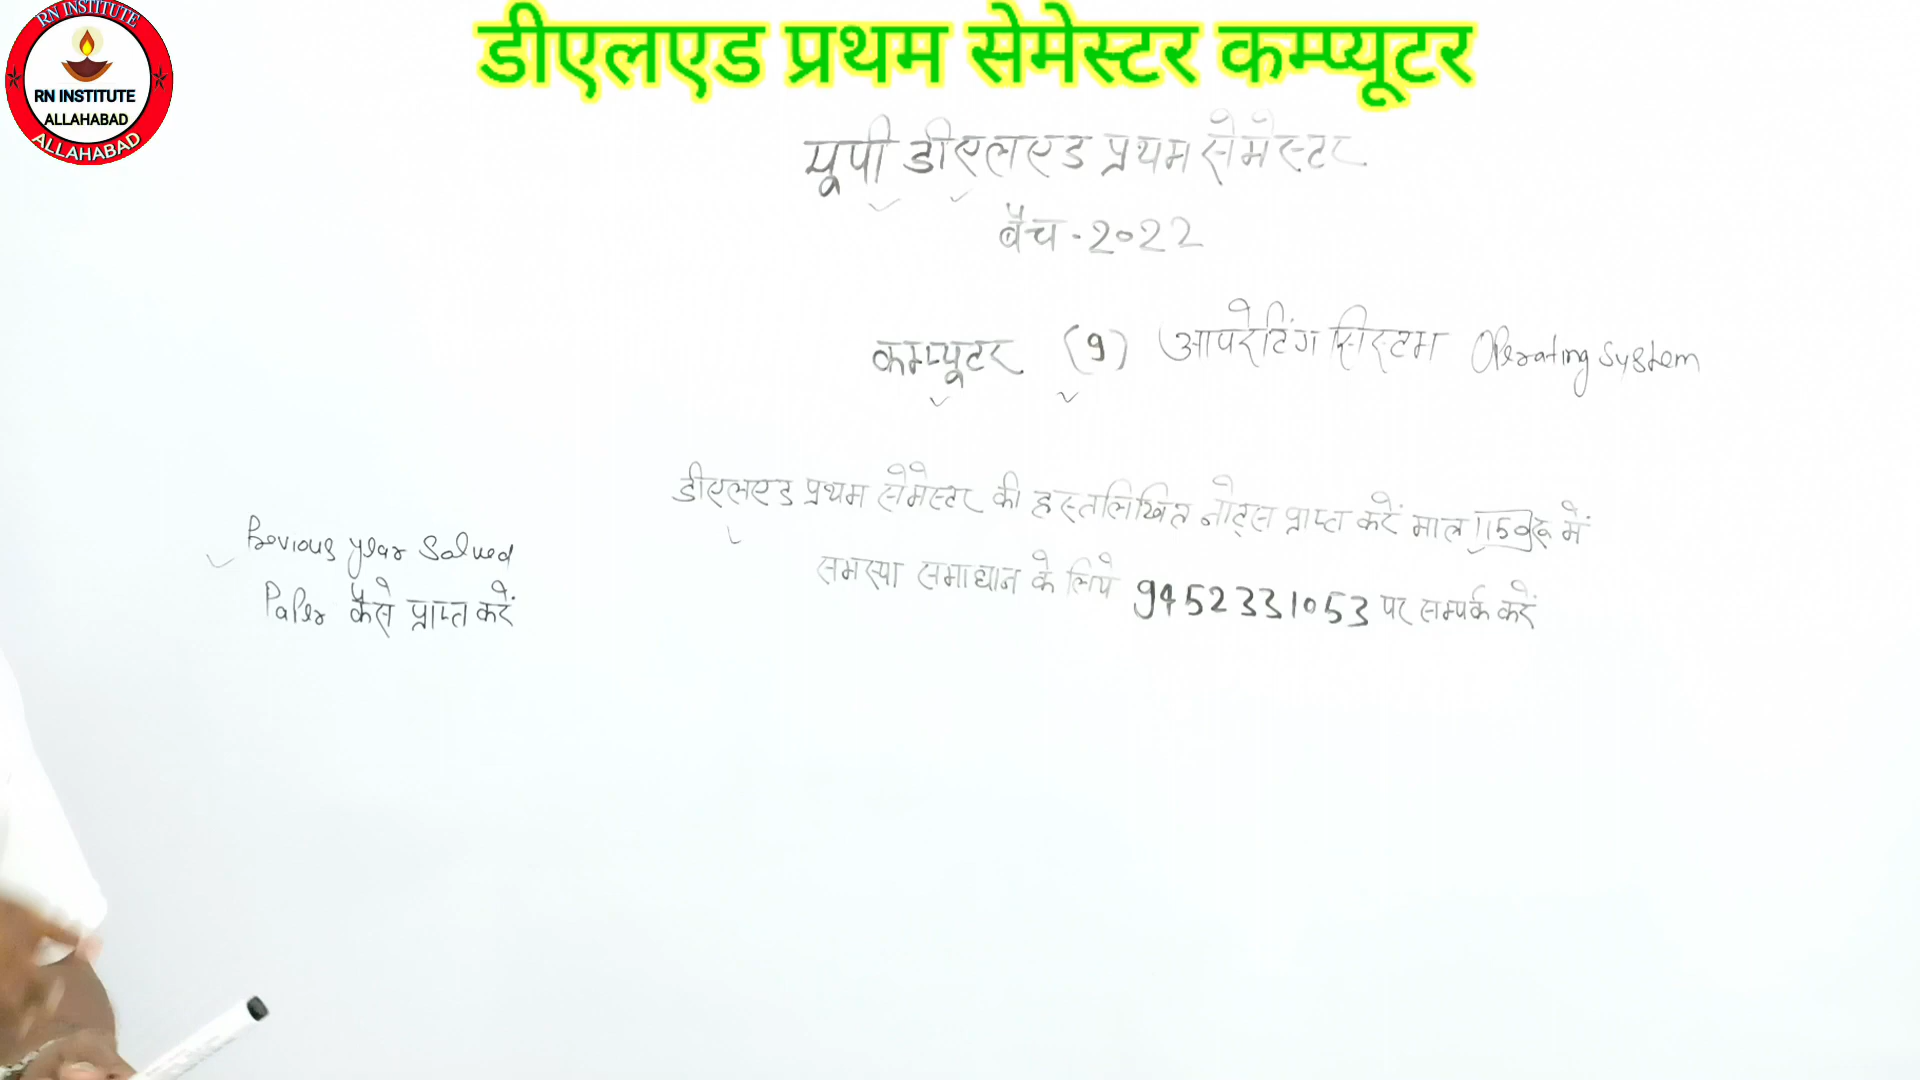 RN INSTITUTE
RN INSTITUTE
ALLAHABAD
ALLAHABAD
डीएलएड प्रथम सेमेस्टर कम्प्यूटर
यूपी डीएलएड प्रथम सेमेस्टर
बैच - 2022
कम्प्यूटर (9) आपरेटिंग सिस्टम Operating System
डीएलएड प्रथम सेमेस्टर की हस्तलिखित नोट्स प्राप्त करें मात्र 115 रू में
समस्या समाधान के लिये 9452331053 पर सम्पर्क करें
Previous year Solved
Paper कैसे प्राप्त करें